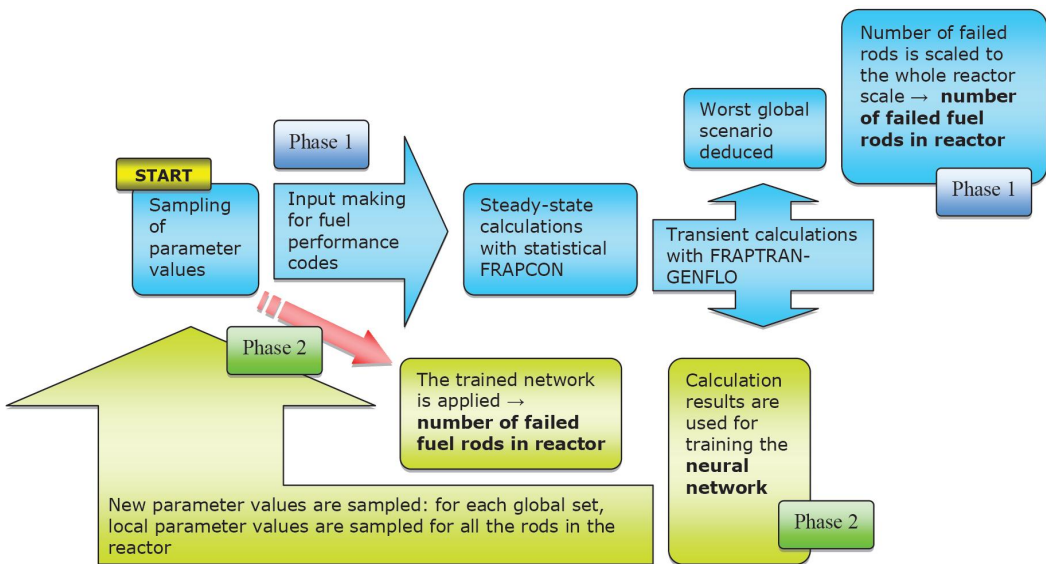 START
Sampling
of
parameter
values
Phase 1
Input making
for fuel
performance
codes
Steady-state
calculations
with statistical
FRAPCON
Transient calculations
with FRAPTRAN-
GENFLO
Worst global
scenario
deduced
Number of failed
rods is scaled to
the whole reactor
scale → number
of failed fuel
rods in reactor
Phase 1
Calculation
results are
used for
training the
neural
network
Phase 2
New parameter values are sampled: for each global set,
local parameter values are sampled for all the rods in the
reactor
Phase 2
The trained network
is applied →
number of failed
fuel rods in reactor